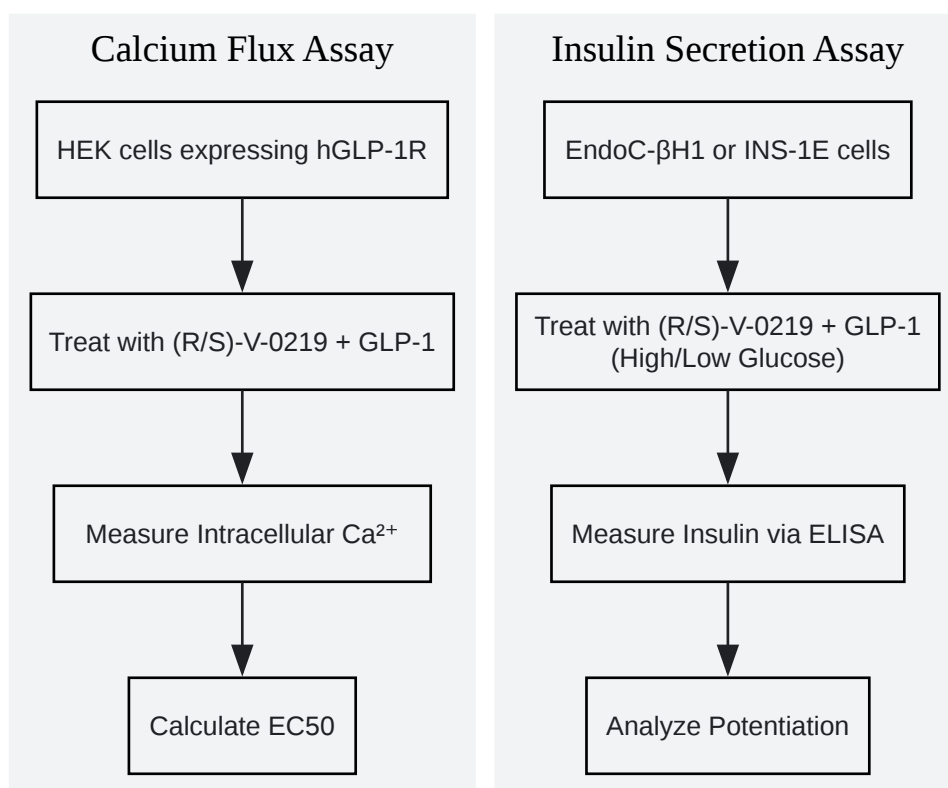 Calcium Flux Assay
HEK cells expressing hGLP-1R
Treat with (R/S)-V-0219 + GLP-1
Measure Intracellular Ca²⁺
Calculate EC50
Insulin Secretion Assay
EndoC-βH1 or INS-1E cells
Treat with (R/S)-V-0219 + GLP-1
(High/Low Glucose)
Measure Insulin via ELISA
Analyze Potentiation